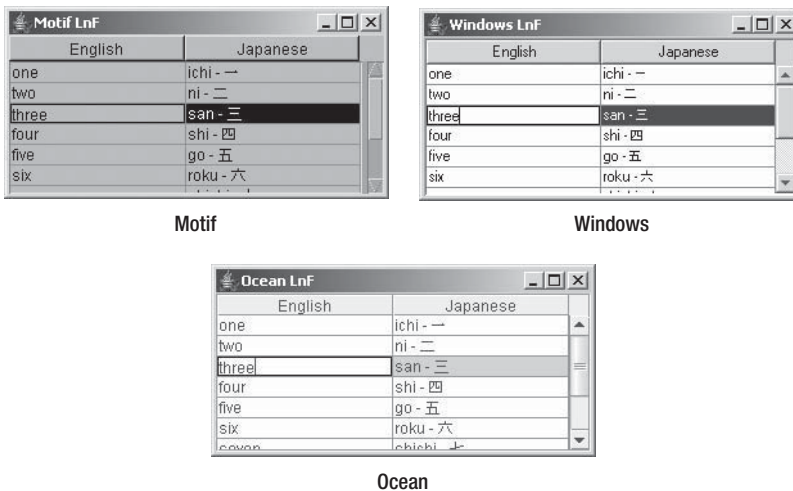 Motif LnF
English Japanese
one ichi - 一
two ni - 二
three san - 三
four shi - 四
five go - 五
six roku - 六
Motif
Windows LnF
English Japanese
one ichi - 一
two ni - 二
three san - 三
four shi - 四
five go - 五
six roku - 六
Windows
Ocean LnF
English Japanese
one ichi - 一
two ni - 二
three san - 三
four shi - 四
five go - 五
six roku - 六
seven shichi - 七
Ocean